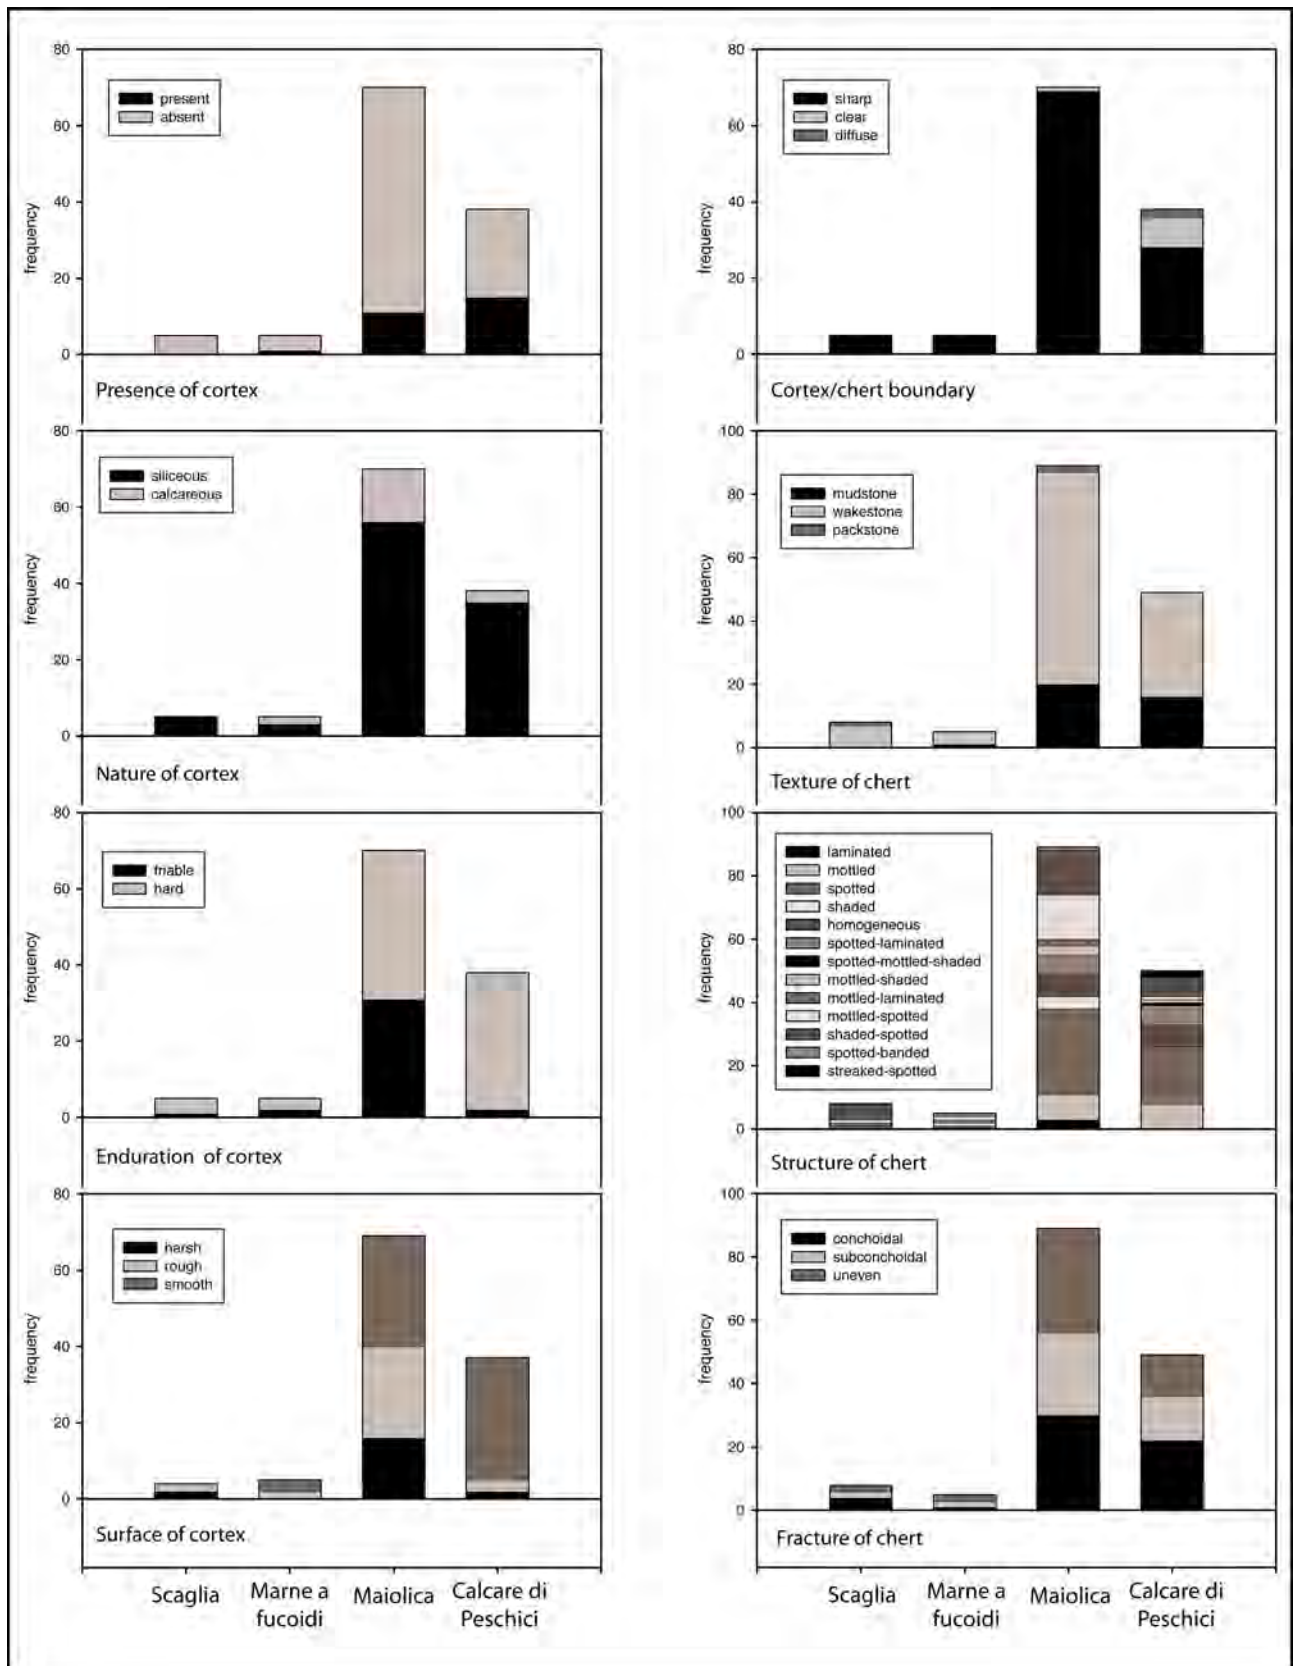 80
60
40
20
0
frequency
present
absent
Presence of cortex
80
60
40
20
0
frequency
sharp
clear
diffuse
Cortex/chert boundary
80
60
40
20
0
frequency
siliceous
calcareous
Nature of cortex
100
80
60
40
20
0
frequency
mudstone
wakestone
packstone
Texture of chert
80
60
40
20
0
frequency
friable
hard
Enduration of cortex
100
80
60
40
20
0
frequency
laminated
mottled
spotted
shaded
homogeneous
spotted-laminated
spotted-mottled-shaded
mottled-shaded
mottled-laminated
mottled-spotted
shaded-spotted
spotted-banded
streaked-spotted
Structure of chert
80
60
40
20
0
frequency
harsh
rough
smooth
Surface of cortex
100
80
60
40
20
0
frequency
conchoidal
subconchoidal
uneven
Fracture of chert
Scaglia
Marne a
fucoidi
Maiolica
Calcare di
Peschici
Scaglia
Marne a
fucoidi
Maiolica
Calcare di
Peschici